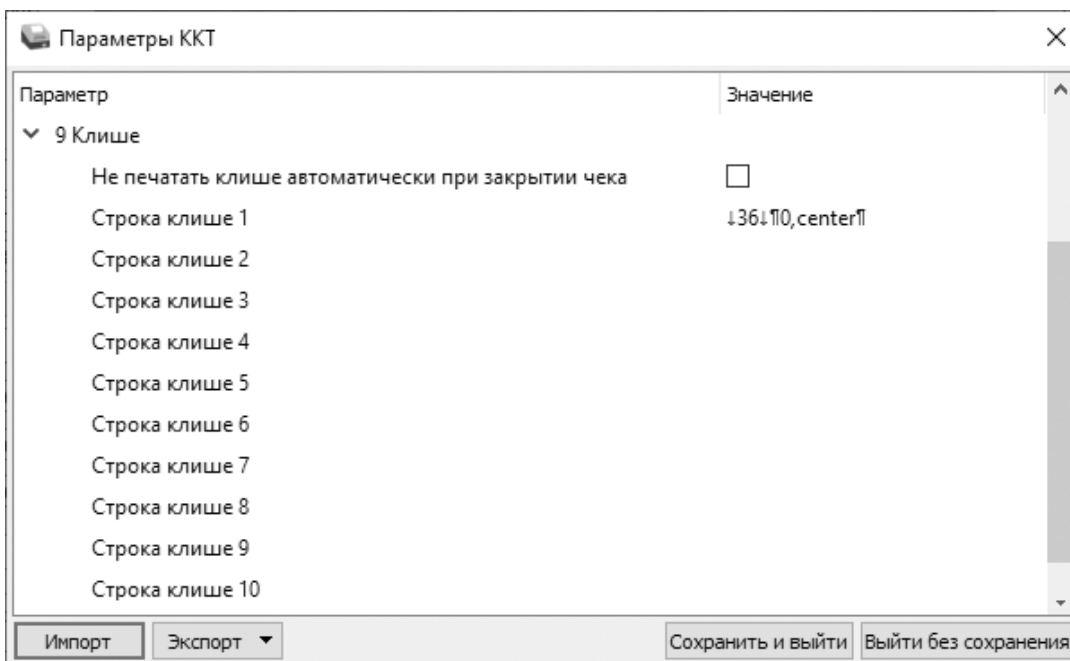 Параметры ККТ
Параметр Значение
9 Клише
Не печатать клише автоматически при закрытии чека
Строка клише 1 ↓36↓¶0,center¶
Строка клише 2
Строка клише 3
Строка клише 4
Строка клише 5
Строка клише 6
Строка клише 7
Строка клише 8
Строка клише 9
Строка клише 10
Импорт Экспорт Сохранить и выйти Выйти без сохранения